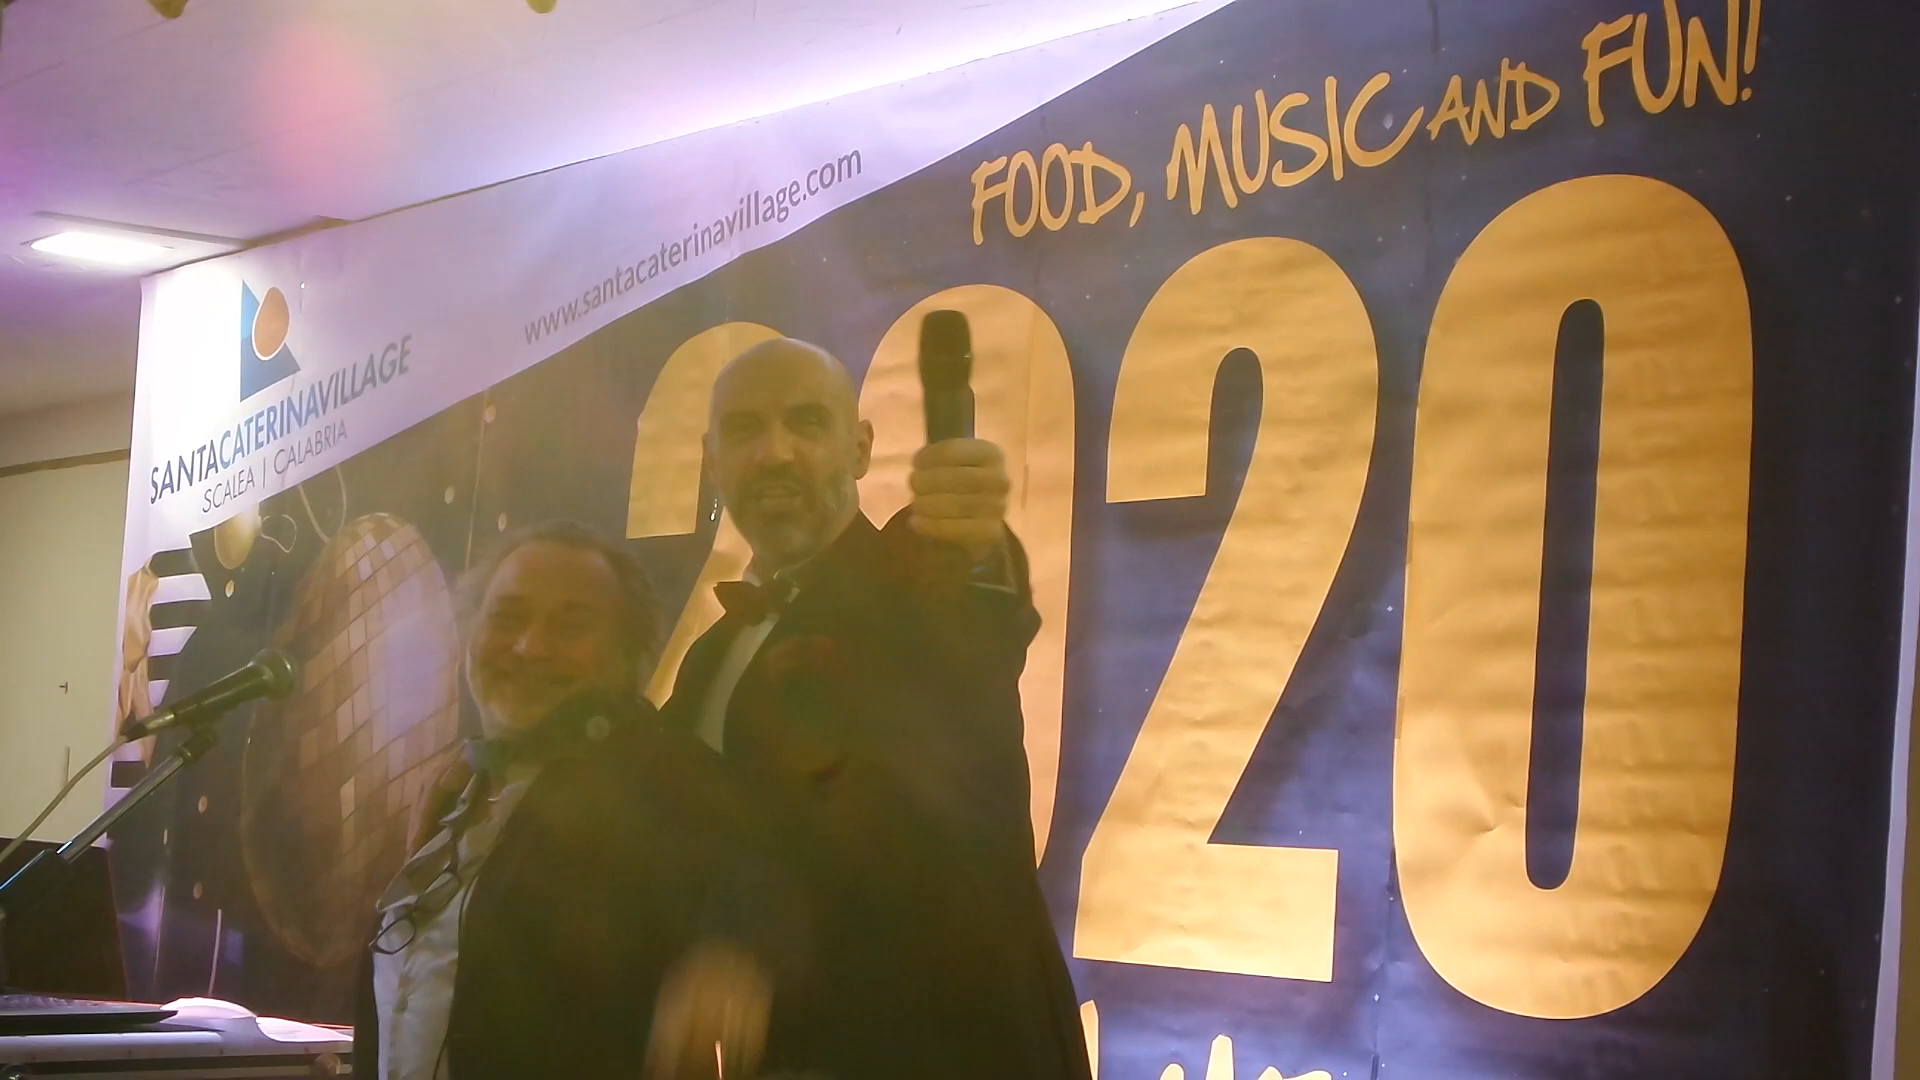 FOOD, MUSIC AND FUN!
www.santacaterinavillage.com
SANTACATERINAVILLAGE
SCALEA | CALABRIA
2020